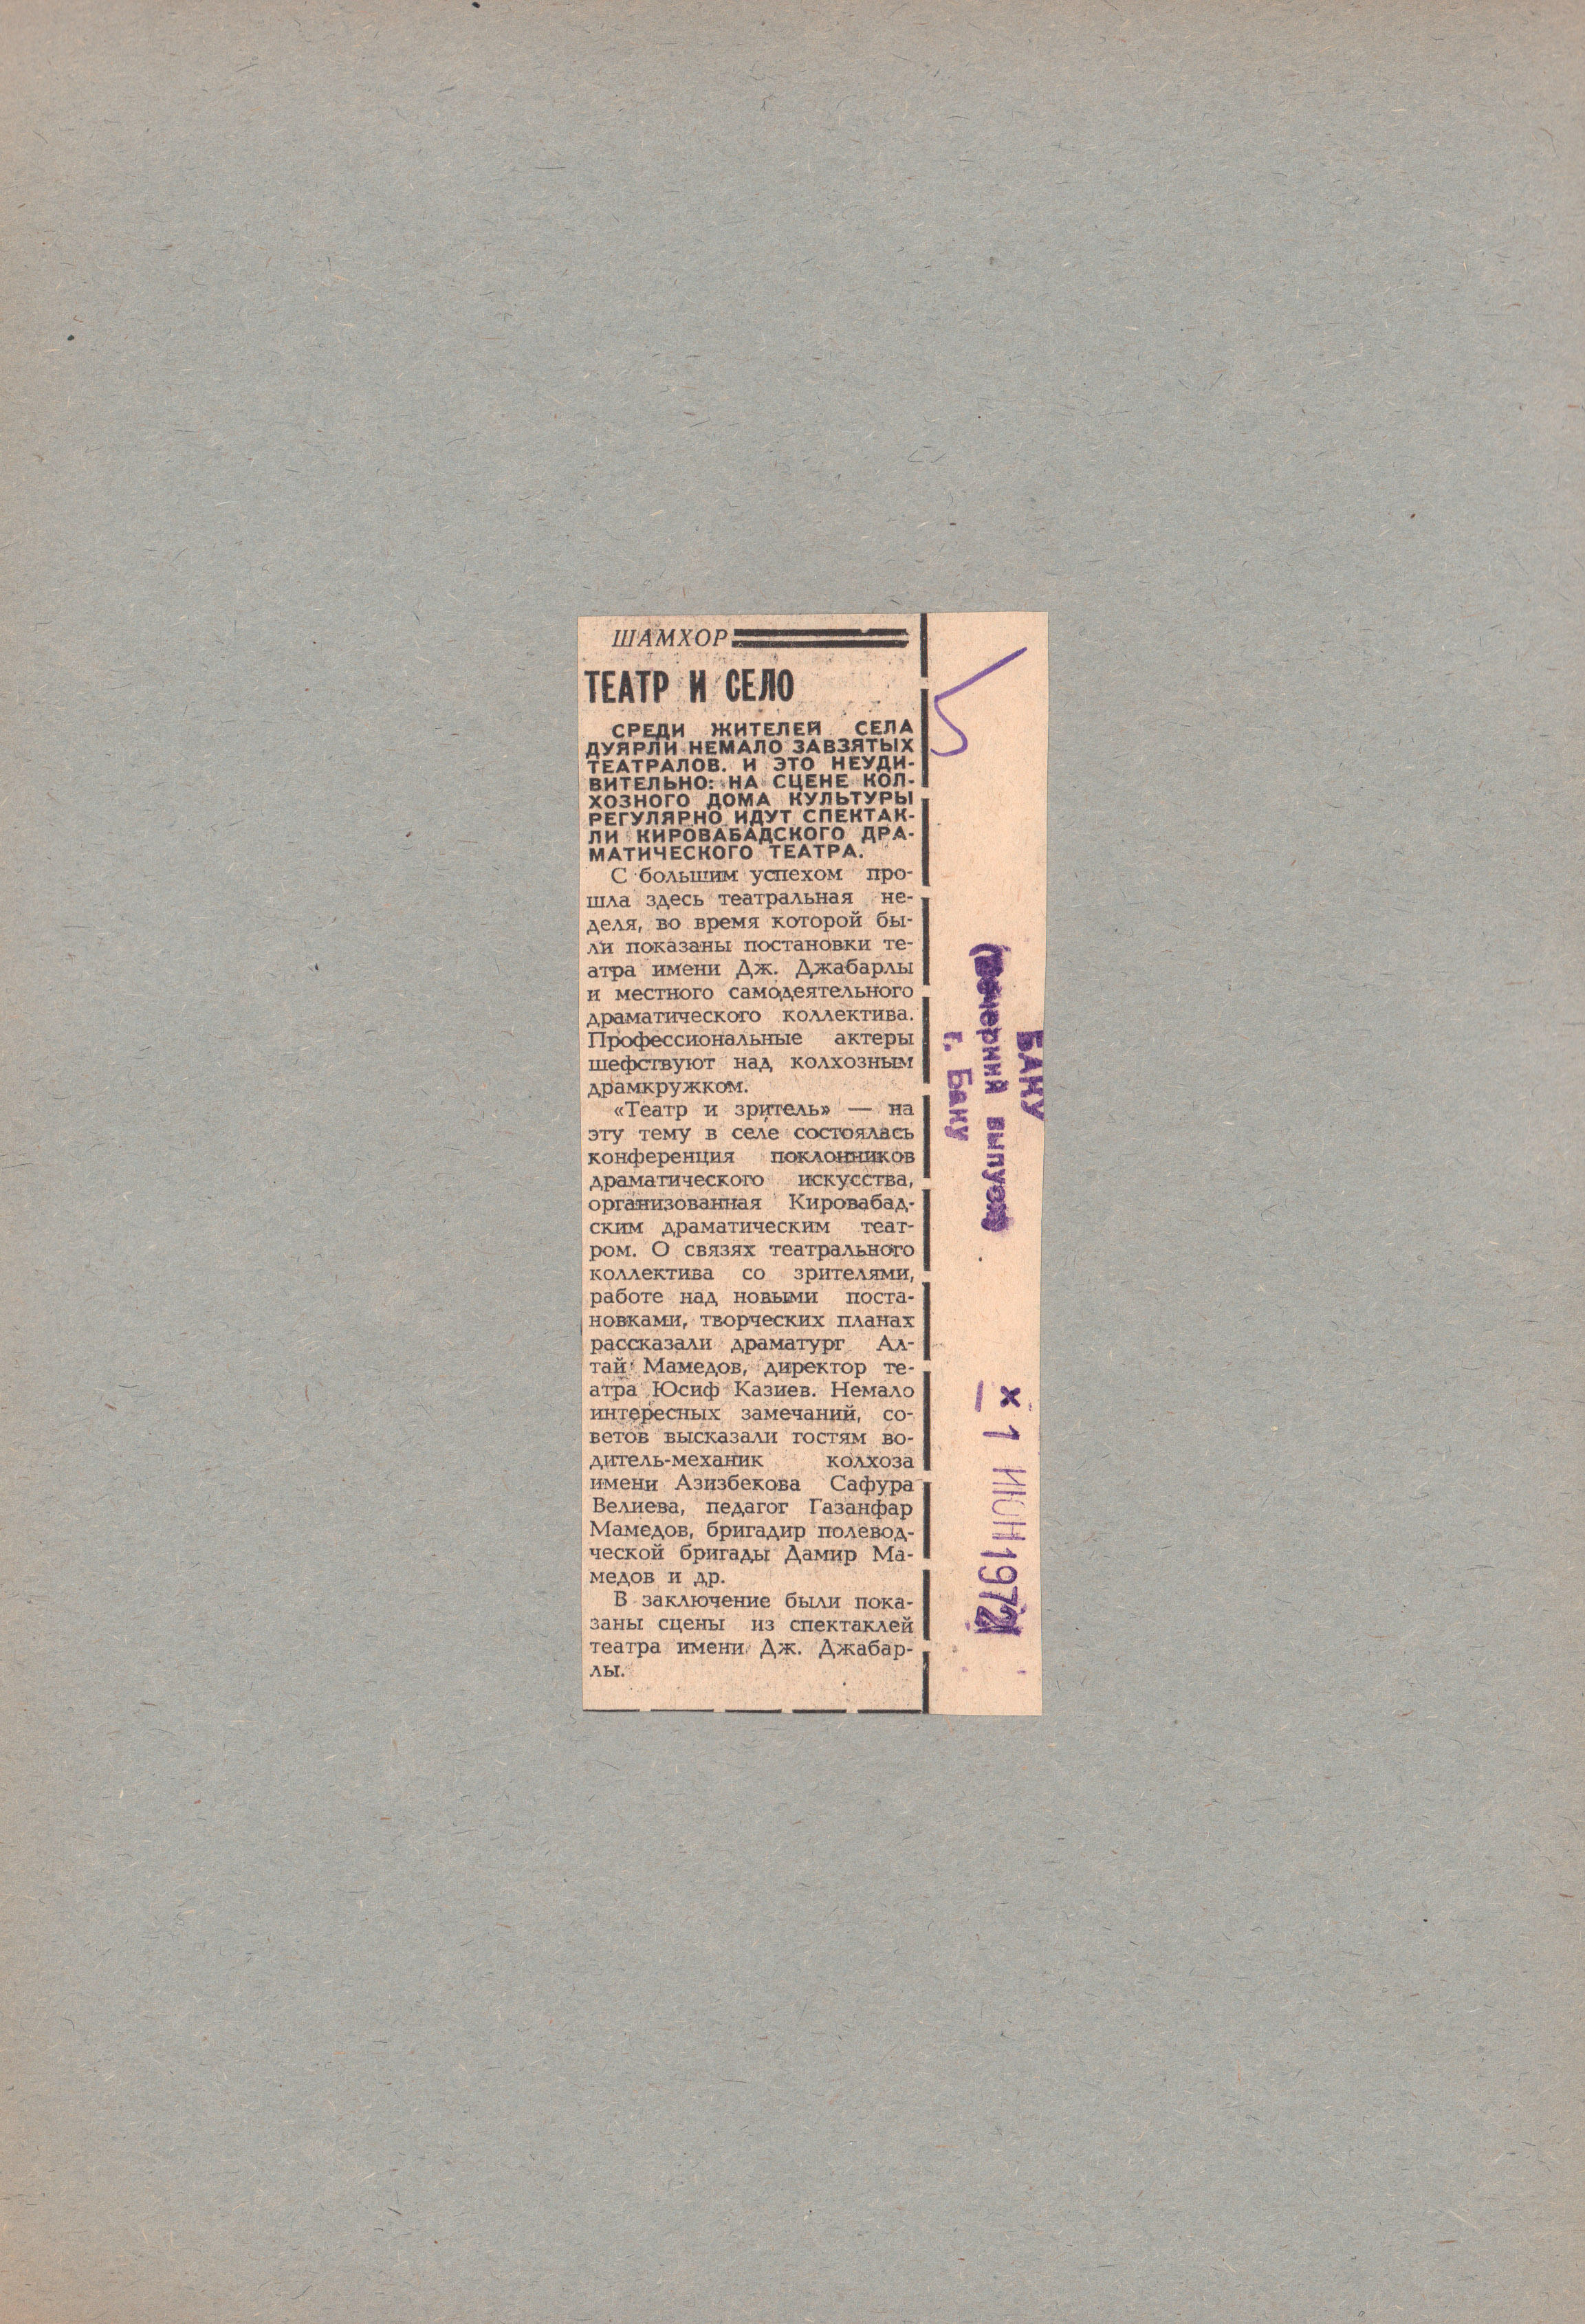 ШАМХОР
ТЕАТР И СЕЛО
СРЕДИ ЖИТЕЛЕЙ СЕЛА
ДУЯРЛИ НЕМАЛО ЗАВЗЯТЫХ
ТЕАТРАЛОВ. И ЭТО НЕУДИ-
ВИТЕЛЬНО: НА СЦЕНЕ КОЛ-
ХОЗНОГО ДОМА КУЛЬТУРЫ
РЕГУЛЯРНО ИДУТ СПЕКТАК-
ЛИ КИРОВАБАДСКОГО ДРА-
МАТИЧЕСКОГО ТЕАТРА.
С большим успехом про-
шла здесь театральная не-
деля, во время которой бы-
ли показаны постановки те-
атра имени Дж. Джабарлы
и местного самодеятельного
драматического коллектива.
Профессиональные актеры
шефствуют над колхозным
драмкружком.
«Театр и зритель» — на
эту тему в селе состоялась
конференция поклонников
драматического искусства,
организованная Кировабад-
ским драматическим теат-
ром. О связях театрального
коллектива со зрителями,
работе над новыми поста-
новками, творческих планах
рассказали драматург Ал-
тай Мамедов, директор те-
атра Юсиф Казиев. Немало
интересных замечаний, со-
ветов высказали гостям во-
дитель-механик колхоза
имени Азизбекова Сафура
Велиева, педагог Газанфар
Мамедов, бригадир полевод-
ческой бригады Дамир Ма-
медов и др.
В заключение были пока-
заны сцены из спектаклей
театра имени Дж. Джабар-
лы.
БАКУ
(вечерний выпуск)
г. Баку
× 1 ИЮН 1972